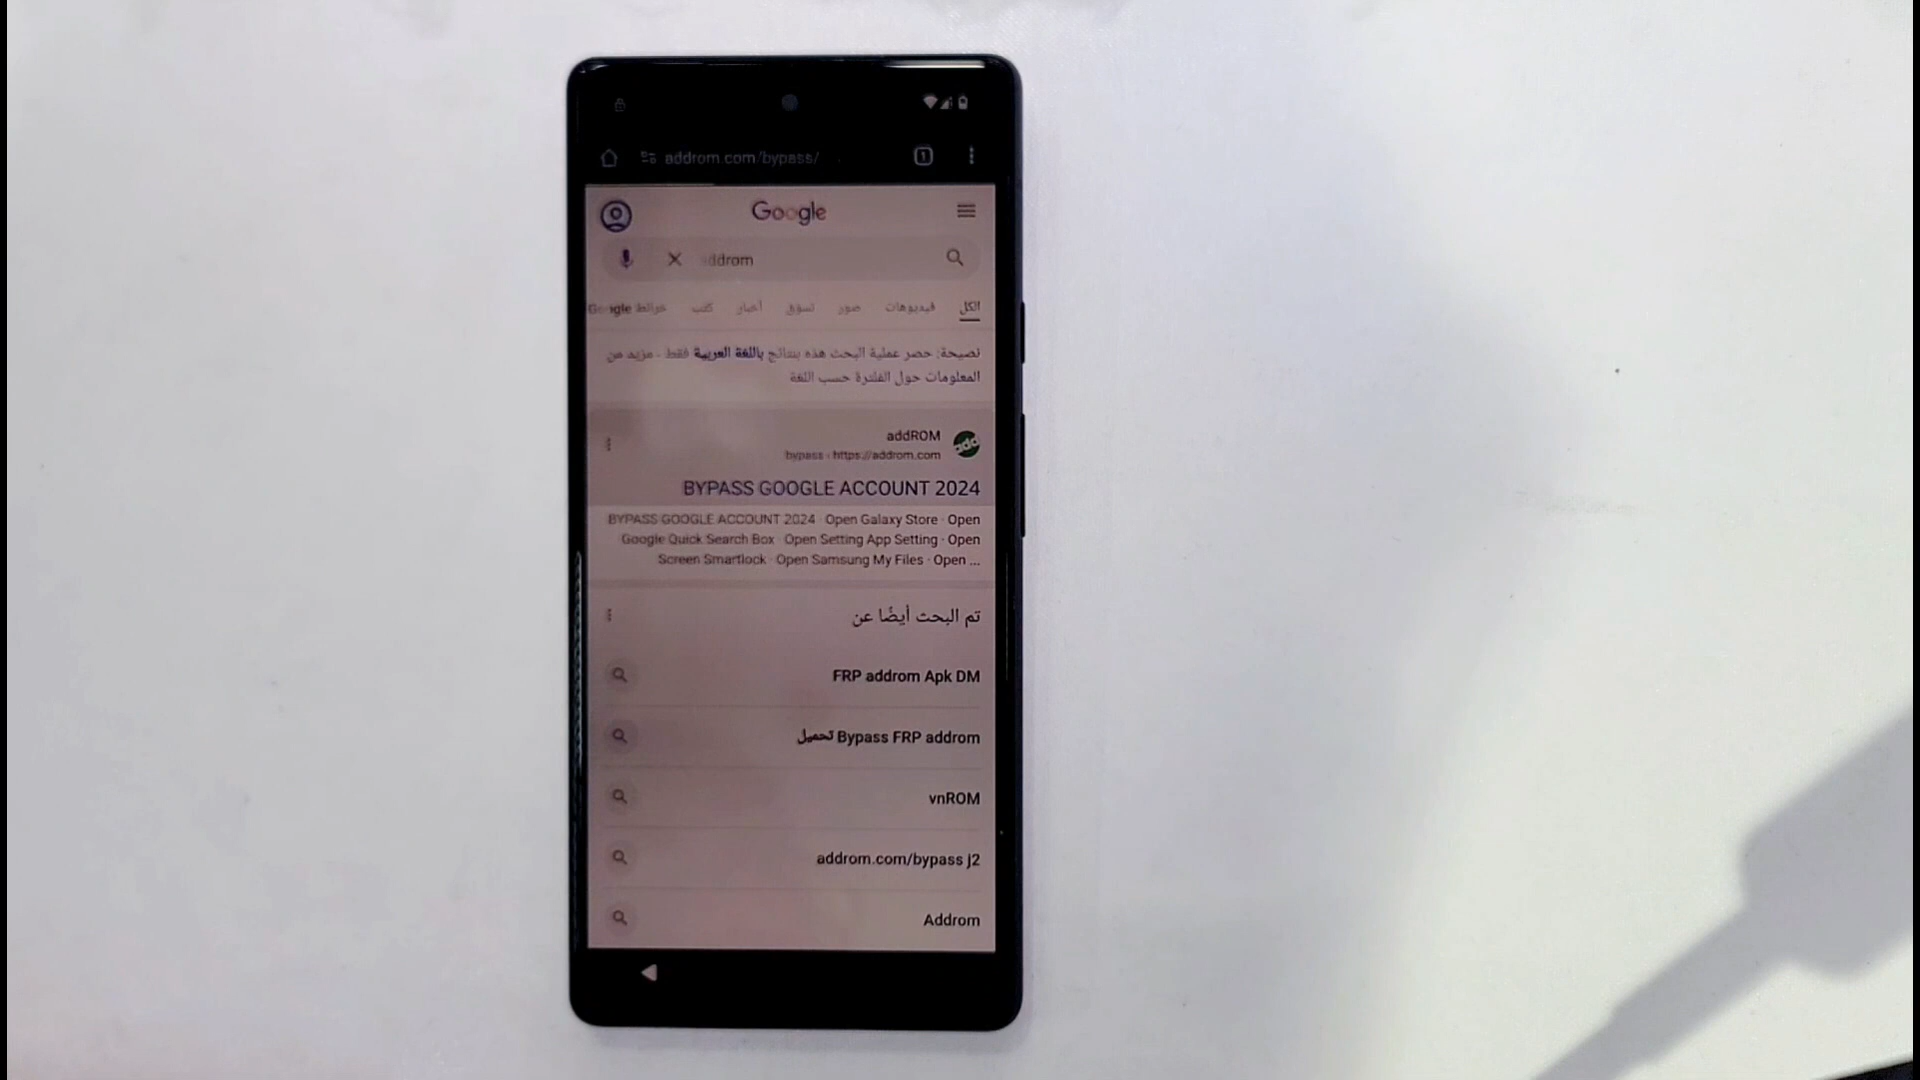 1
addrom.com/bypass/
Google
ddrom
الكل فيديوهات صور تسوق أخبار كتب خرائط Google
نصيحة: حصر عملية البحث هذه بنتائج باللغة العربية فقط - مزيد من
المعلومات حول الفلترة حسب اللغة
addROM
add
https://addrom.com › bypass
BYPASS GOOGLE ACCOUNT 2024
BYPASS GOOGLE ACCOUNT 2024 · Open Galaxy Store · Open
Google Quick Search Box · Open Setting App Setting · Open
Screen Smartlock · Open Samsung My Files · Open ...
تم البحث أيضًا عن
FRP addrom Apk DM
تحميل Bypass FRP addrom
vnROM
addrom.com/bypass j2
Addrom